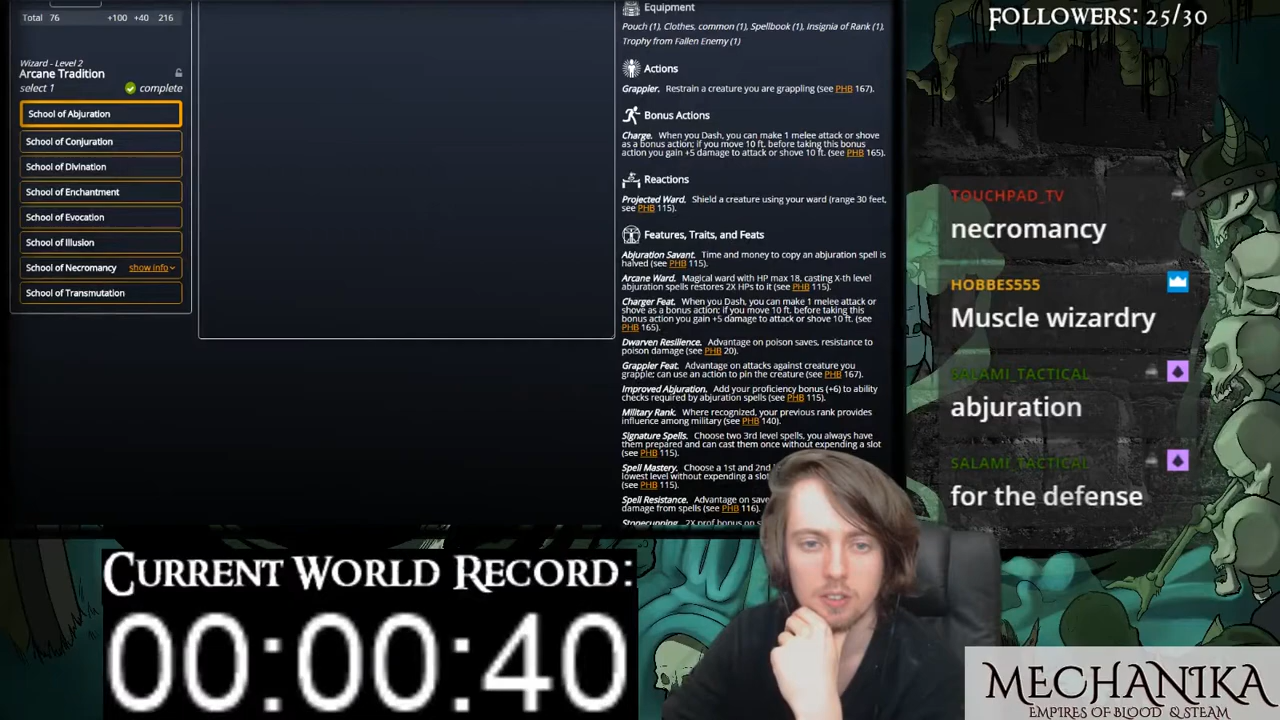 Total 76 +100 +40 216
Wizard - Level 2
Arcane Tradition
select 1 complete
School of Abjuration
School of Conjuration
School of Divination
School of Enchantment
School of Evocation
School of Illusion
School of Necromancy show info
School of Transmutation
Equipment
Pouch (1), Clothes, common (1), Spellbook (1), Insignia of Rank (1),
Trophy from Fallen Enemy (1)
Actions
Grappler. Restrain a creature you are grappling (see PHB 167).
Bonus Actions
Charge. When you Dash, you can make 1 melee attack or shove
as a bonus action; if you move 10 ft. before taking this bonus
action you gain +5 damage to attack or shove 10 ft. (see PHB 165).
Reactions
Projected Ward. Shield a creature using your ward (range 30 feet,
see PHB 115).
Features, Traits, and Feats
Abjuration Savant. Time and money to copy an abjuration spell is
halved (see PHB 115).
Arcane Ward. Magical ward with HP max 18, casting X-th level
abjuration spells restores 2X HPs to it (see PHB 115).
Charger Feat. When you Dash, you can make 1 melee attack or
shove as a bonus action; if you move 10 ft. before taking this
bonus action you gain +5 damage to attack or shove 10 ft. (see
PHB 165).
Dwarven Resilience. Advantage on poison saves, resistance to
poison damage (see PHB 20).
Grappler Feat. Advantage on attacks against creature you
grapple; can use an action to pin the creature (see PHB 167).
Improved Abjuration. Add your proficiency bonus (+6) to ability
checks required by abjuration spells (see PHB 115).
Military Rank. Where recognized, your previous rank provides
influence among military (see PHB 140).
Signature Spells. Choose two 3rd level spells, you always have
them prepared and can cast them once without expending a slot
(see PHB 115).
Spell Mastery. Choose a 1st and 2nd
lowest level without expending a slot
(see PHB 115).
Spell Resistance. Advantage on save
damage from spells (see PHB 116).
Stonecunning. 2X prof bonus on
FOLLOWERS: 25/30
TOUCHPAD_TV
necromancy
HOBBES555
Muscle wizardry
SALAMI_TACTICAL
abjuration
SALAMI_TACTICAL
for the defense
CURRENT WORLD RECORD:
00:00:40
MECHANIKA
EMPIRES OF BLOOD & STEAM